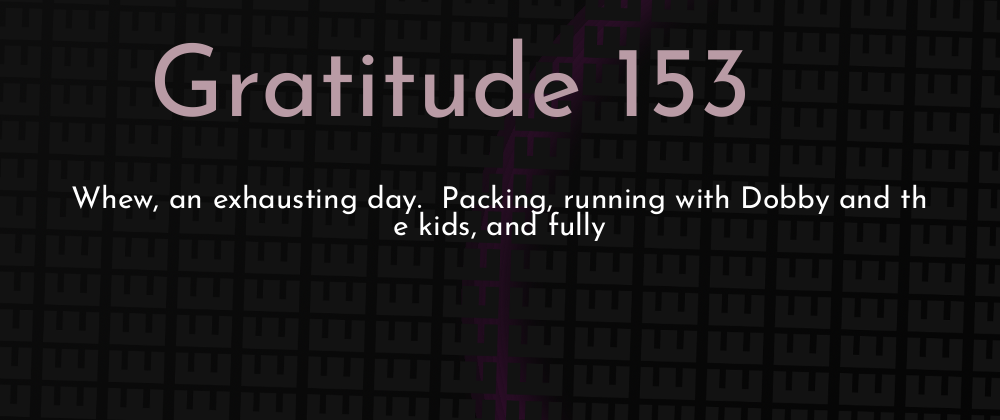 Gratitude 153
Whew, an exhausting day.  Packing, running with Dobby and th
e kids, and fully